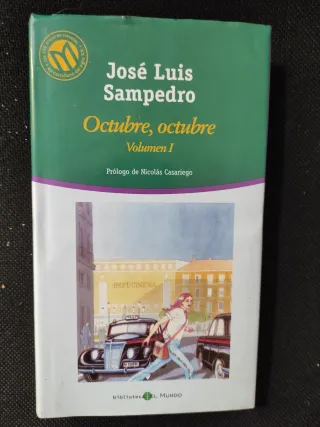 José Luis
Sampedro
Octubre, octubre
Volumen I
Prólogo de Nicolás Casariego
biblioteca EL MUNDO